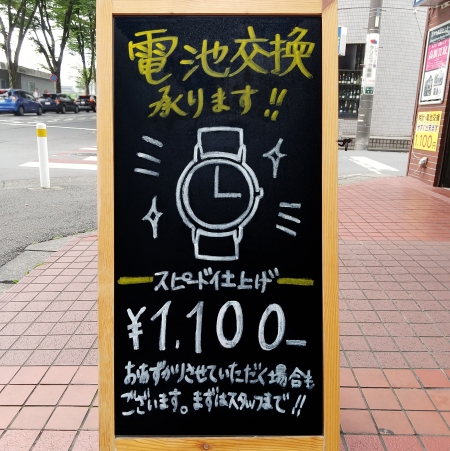 電池交換
承ります!!
スピード仕上げ
¥1,100-
おあずかりさせていただく場合も
ございます。まずはスタッフまで!!
1,100